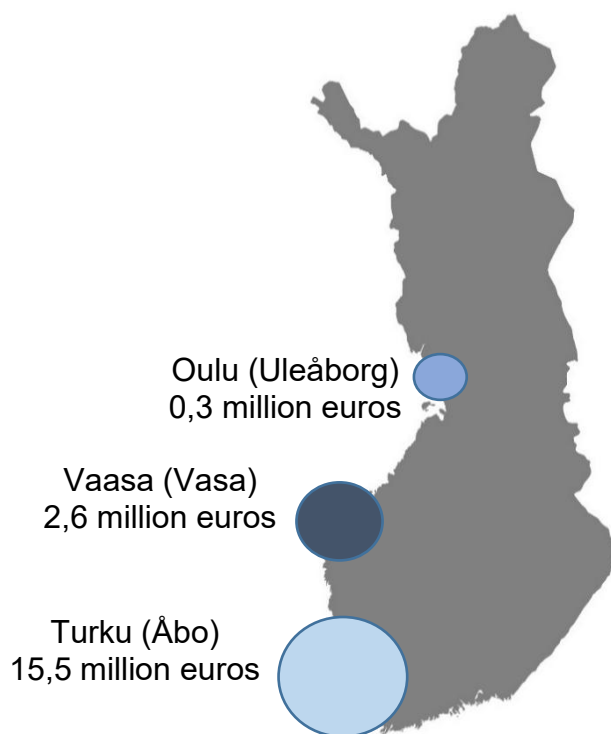 Oulu (Uleåborg)
0,3 million euros
Vaasa (Vasa)
2,6 million euros
Turku (Åbo)
15,5 million euros